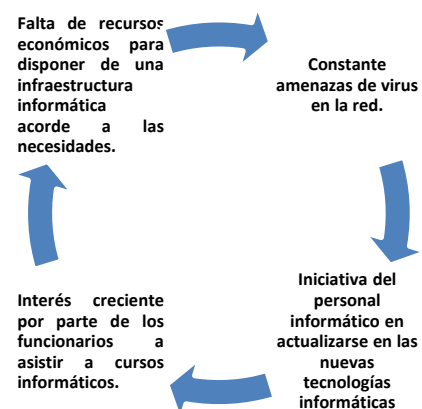 Falta de recursos
económicos para
disponer de una
infraestructura
informática
acorde a las
necesidades.
Constante
amenazas de virus
en la red.
Iniciativa del
personal
informático en
actualizarse en las
nuevas
tecnologías
informáticas
Interés creciente
por parte de los
funcionarios a
asistir a cursos
informáticos.